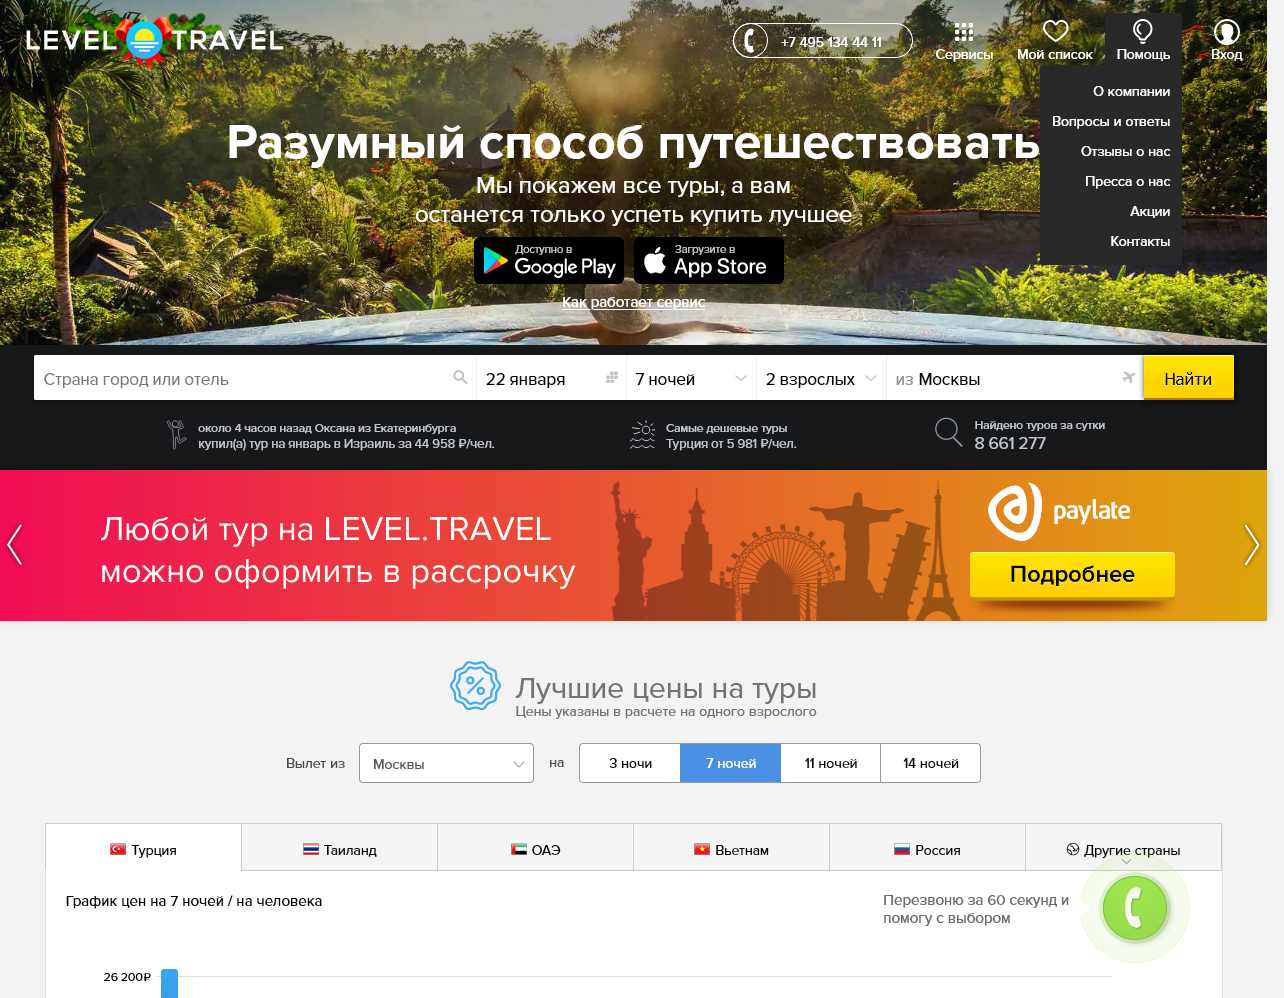 LEVEL TRAVEL
+7 495 134 44 11
Сервисы
Мой список
Помощь
Вход
О компании
Вопросы и ответы
Отзывы о нас
Пресса о нас
Акции
Контакты
Разумный способ путешествовать
Мы покажем все туры, а вам
останется только успеть купить лучшее
Доступно в
Google Play
Загрузите в
App Store
Как работает сервис
Страна город или отель
22 января
7 ночей
2 взрослых
из Москвы
Найти
около 4 часов назад Оксана из Екатеринбурга
купил(а) тур на январь в Израиль за 44 958 ₽/чел.
Самые дешевые туры
Турция от 5 981 ₽/чел.
Найдено туров за сутки
8 661 277
Любой тур на LEVEL.TRAVEL
можно оформить в рассрочку
paylate
Подробнее
Лучшие цены на туры
Цены указаны в расчете на одного взрослого
Вылет из
Москвы
на
3 ночи
7 ночей
11 ночей
14 ночей
Турция
Таиланд
ОАЭ
Вьетнам
Россия
Другие страны
График цен на 7 ночей / на человека
Перезвоню за 60 секунд и
помогу с выбором
26 200₽